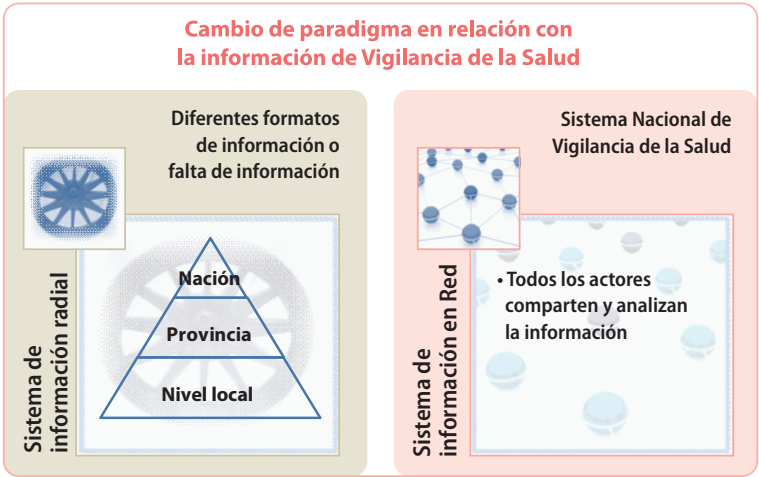 Cambio de paradigma en relación con
la información de Vigilancia de la Salud
Diferentes formatos
de información o
falta de información
Sistema de
información radial
Nación
Provincia
Nivel local
Sistema Nacional de
Vigilancia de la Salud
Sistema de
información en Red
• Todos los actores
comparten y analizan
la información